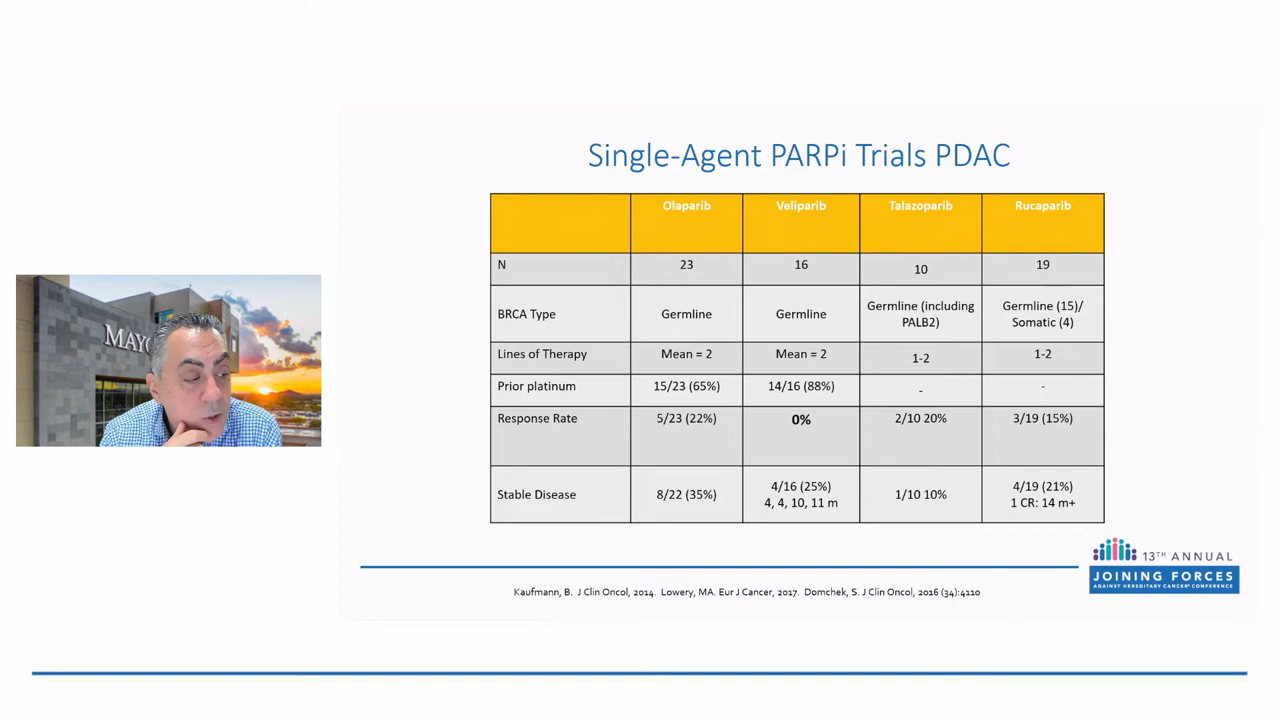 MAYO
Single-Agent PARPi Trials PDAC
Olaparib Veliparib Talazoparib Rucaparib
N 23 16 10 19
BRCA Type Germline Germline Germline (including PALB2) Germline (15)/ Somatic (4)
Lines of Therapy Mean = 2 Mean = 2 1-2 1-2
Prior platinum 15/23 (65%) 14/16 (88%) - -
Response Rate 5/23 (22%) 0% 2/10 20% 3/19 (15%)
Stable Disease 8/22 (35%) 4/16 (25%) 4, 4, 10, 11 m 1/10 10% 4/19 (21%) 1 CR: 14 m+
13TH ANNUAL
JOINING FORCES
AGAINST HEREDITARY CANCER CONFERENCE
Kaufmann, B. J Clin Oncol, 2014. Lowery, MA. Eur J Cancer, 2017. Domchek, S. J Clin Oncol, 2016 (34):4110